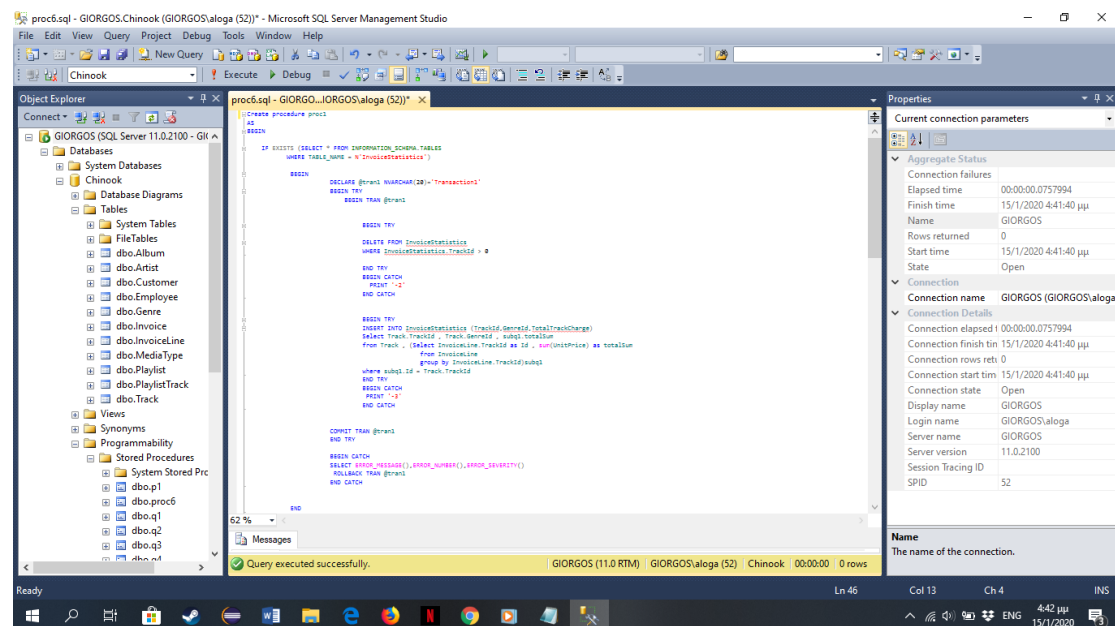 proc6.sql - GIORGOS.Chinook (GIORGOS\aloga (52))* - Microsoft SQL Server Management Studio
File Edit View Query Project Debug Tools Window Help
New Query
Chinook
Execute Debug
Object Explorer
Connect
GIORGOS (SQL Server 11.0.2100 - GI
Databases
System Databases
Chinook
Database Diagrams
Tables
System Tables
FileTables
dbo.Album
dbo.Artist
dbo.Customer
dbo.Employee
dbo.Genre
dbo.Invoice
dbo.InvoiceLine
dbo.MediaType
dbo.Playlist
dbo.PlaylistTrack
dbo.Track
Views
Synonyms
Programmability
Stored Procedures
System Stored Prc
dbo.p1
dbo.proc6
dbo.q1
dbo.q2
dbo.q3
dbo.q4
proc6.sql - GIORGO...IORGOS\aloga (52))*
Create procedure proc1
AS
BEGIN
IF EXISTS (SELECT * FROM INFORMATION_SCHEMA.TABLES
WHERE TABLE_NAME = N'InvoiceStatistics')
BEGIN
DECLARE @tran1 NVARCHAR(20)='Transaction1'
BEGIN TRY
BEGIN TRAN @tran1
BEGIN TRY
DELETE FROM InvoiceStatistics
WHERE InvoiceStatistics.TrackId > 0
END TRY
BEGIN CATCH
PRINT '-2'
END CATCH
BEGIN TRY
INSERT INTO InvoiceStatistics (TrackId,GenreId,TotalTrackCharge)
Select Track.TrackId , Track.GenreId , subq1.totalSum
from Track , (Select InvoiceLine.TrackId as Id , sum(UnitPrice) as totalSum
from InvoiceLine
group by InvoiceLine.TrackId)subq1
where subq1.Id = Track.TrackId
END TRY
BEGIN CATCH
PRINT '-3'
END CATCH
COMMIT TRAN @tran1
END TRY
BEGIN CATCH
SELECT ERROR_MESSAGE(),ERROR_NUMBER(),ERROR_SEVERITY()
ROLLBACK TRAN @tran1
END CATCH
END
62 %
Messages
Query executed successfully. GIORGOS (11.0 RTM) GIORGOS\aloga (52) Chinook 00:00:00 0 rows
Properties
Current connection parameters
Aggregate Status
Connection failures
Elapsed time 00:00:00.0757994
Finish time 15/1/2020 4:41:40 μμ
Name GIORGOS
Rows returned 0
Start time 15/1/2020 4:41:40 μμ
State Open
Connection
Connection name GIORGOS (GIORGOS\aloga
Connection Details
Connection elapsed t 00:00:00.0757994
Connection finish tin 15/1/2020 4:41:40 μμ
Connection rows retu 0
Connection start tim 15/1/2020 4:41:40 μμ
Connection state Open
Display name GIORGOS
Login name GIORGOS\aloga
Server name GIORGOS
Server version 11.0.2100
Session Tracing ID
SPID 52
Name
The name of the connection.
Ready Ln 46 Col 13 Ch 4 INS
ENG 4:42 μμ
15/1/2020